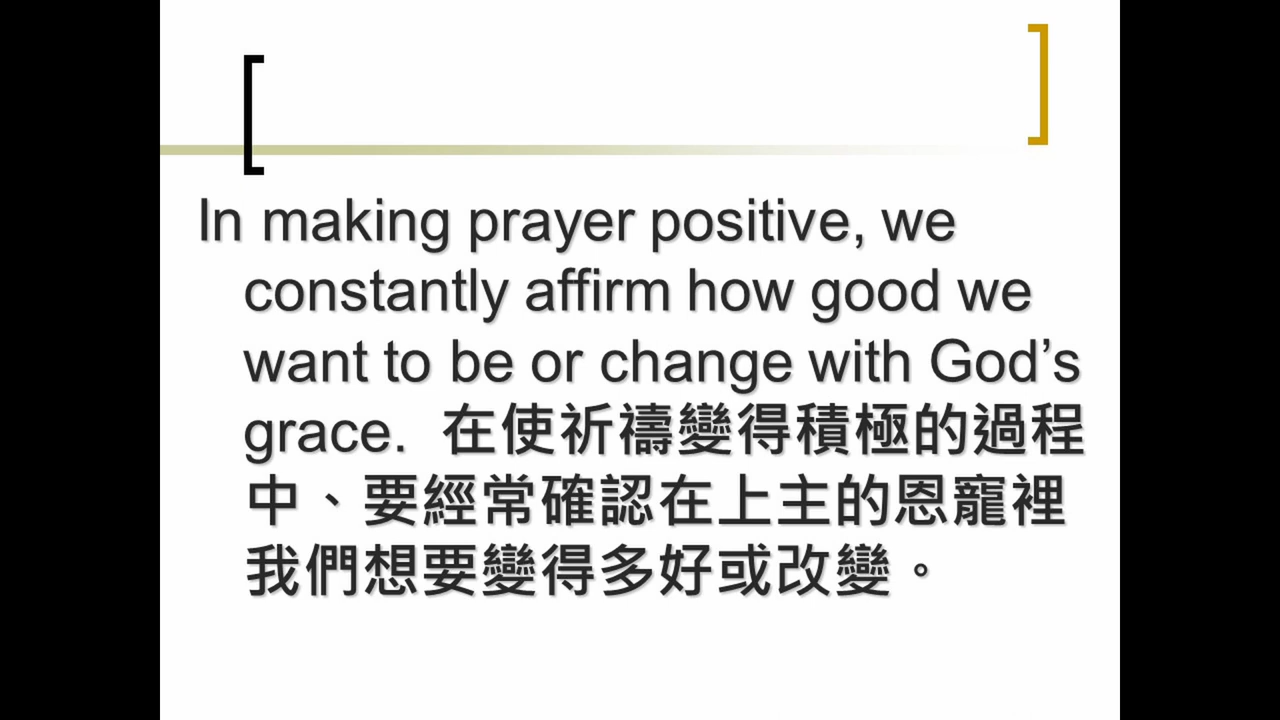 In making prayer positive, we
constantly affirm how good we
want to be or change with God’s
grace. 在使祈禱變得積極的過程
中、要經常確認在上主的恩寵裡
我們想要變得多好或改變。